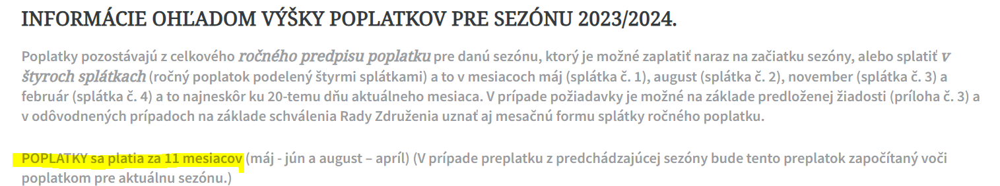 INFORMÁCIE OHĽADOM VÝŠKY POPLATKOV PRE SEZÓNU 2023/2024.
Poplatky pozostávajú z celkového ročného predpisu poplatku pre danú sezónu, ktorý je možné zaplatiť naraz na začiatku sezóny, alebo splatiť v
štyroch splátkach (ročný poplatok podelený štyrmi splátkami) a to v mesiacoch máj (splátka č. 1), august (splátka č. 2), november (splátka č. 3) a
február (splátka č. 4) a to najneskôr ku 20-temu dňu aktuálneho mesiaca. V prípade požiadavky je možné na základe predloženej žiadosti (príloha č. 3) a
v odôvodnených prípadoch na základe schválenia Rady Združenia uznať aj mesačnú formu splátky ročného poplatku.
POPLATKY sa platia za 11 mesiacov (máj - jún a august – apríl) (V prípade preplatku z predchádzajúcej sezóny bude tento preplatok započítaný voči
poplatkom pre aktuálnu sezónu.)